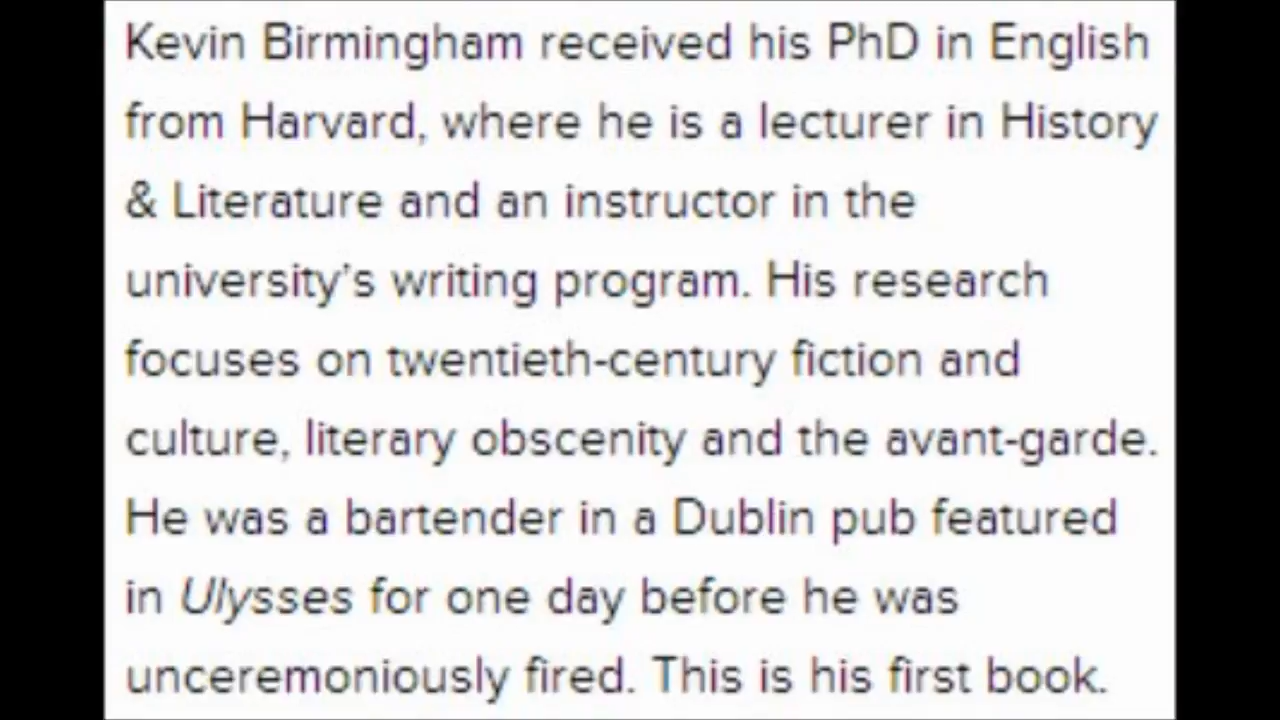 Kevin Birmingham received his PhD in English
from Harvard, where he is a lecturer in History
& Literature and an instructor in the
university's writing program. His research
focuses on twentieth-century fiction and
culture, literary obscenity and the avant-garde.
He was a bartender in a Dublin pub featured
in Ulysses for one day before he was
unceremoniously fired. This is his first book.